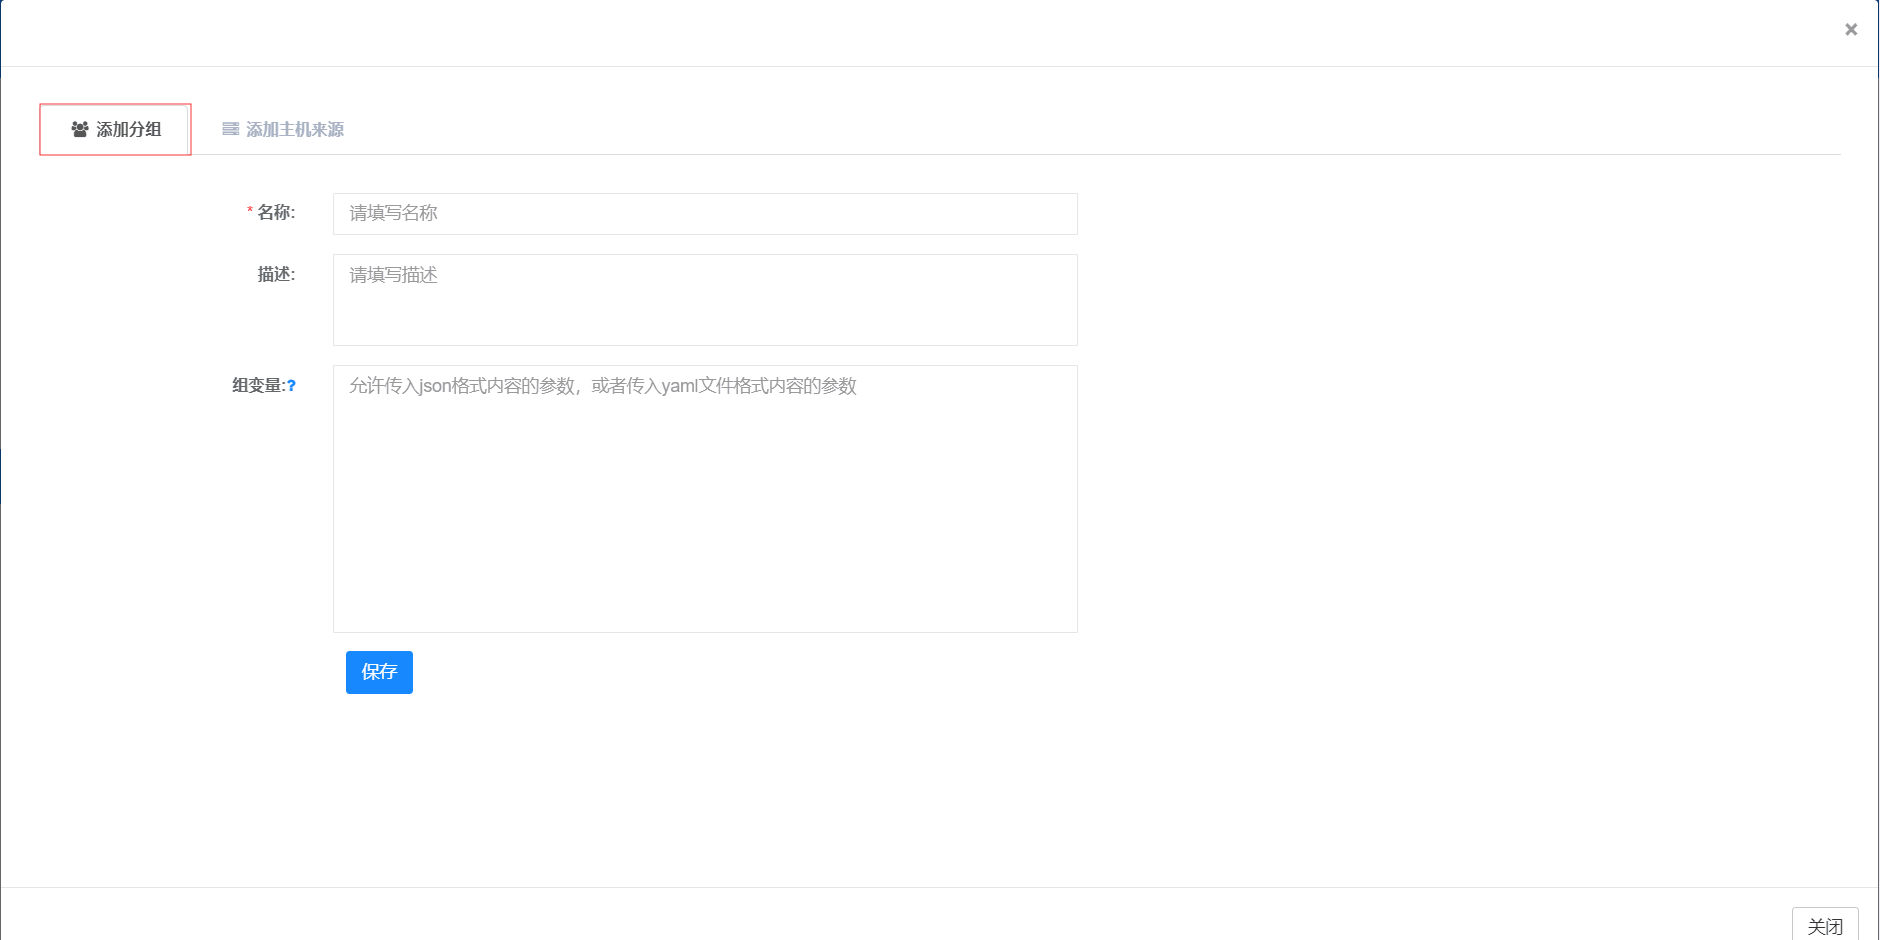 ×
添加分组 添加主机来源
* 名称: 请填写名称
描述: 请填写描述
组变量:? 允许传入json格式内容的参数，或者传入yaml文件格式内容的参数
保存
关闭